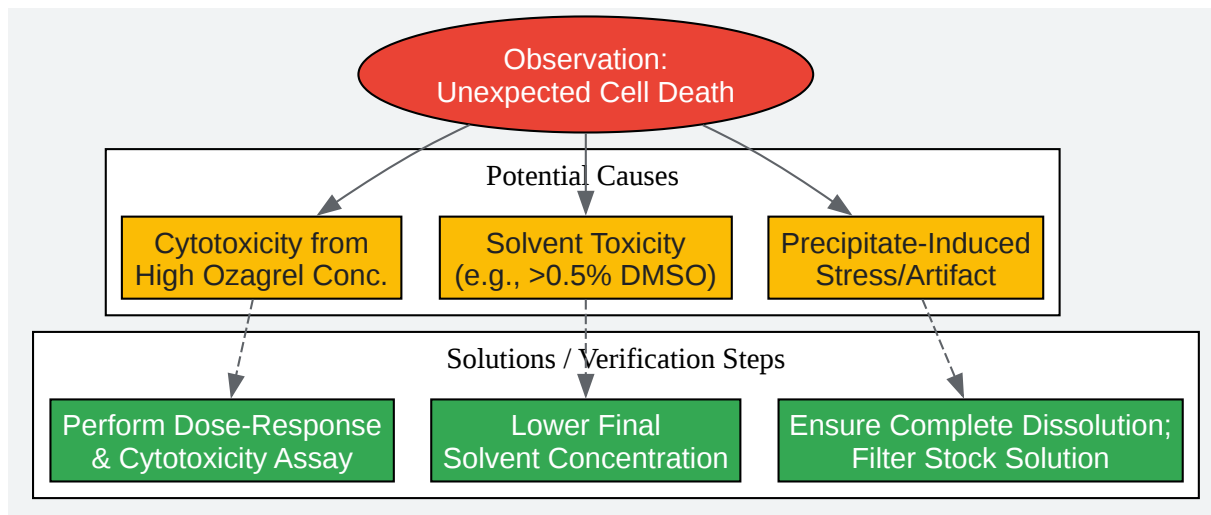 Observation:
Unexpected Cell Death
Potential Causes
Cytotoxicity from
High Ozagrel Conc.
Solvent Toxicity
(e.g., >0.5% DMSO)
Precipitate-Induced
Stress/Artifact
Solutions / Verification Steps
Perform Dose-Response
& Cytotoxicity Assay
Lower Final
Solvent Concentration
Ensure Complete Dissolution;
Filter Stock Solution